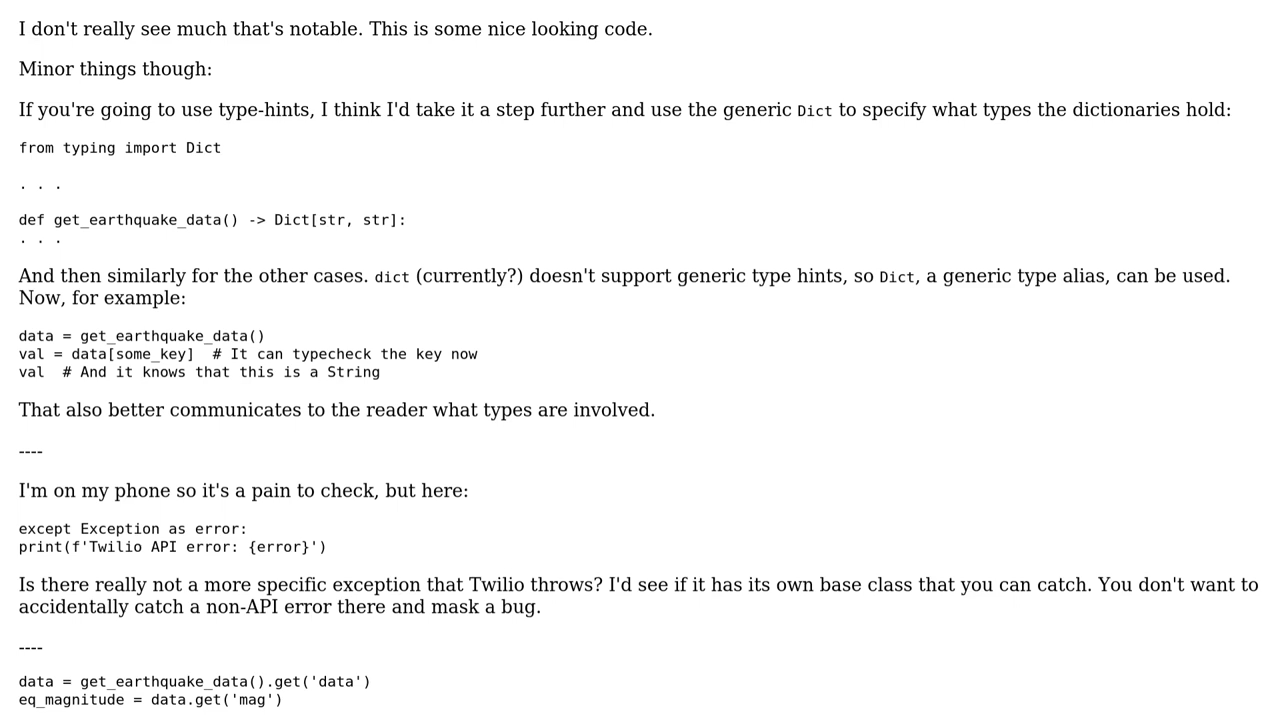 I don't really see much that's notable. This is some nice looking code.
Minor things though:
If you're going to use type-hints, I think I'd take it a step further and use the generic Dict to specify what types the dictionaries hold:
from typing import Dict
. . .
def get_earthquake_data() -> Dict[str, str]:
. . .
And then similarly for the other cases. dict (currently?) doesn't support generic type hints, so Dict, a generic type alias, can be used.
Now, for example:
data = get_earthquake_data()
val = data[some_key]  # It can typecheck the key now
val  # And it knows that this is a String
That also better communicates to the reader what types are involved.
----
I'm on my phone so it's a pain to check, but here:
except Exception as error:
print(f'Twilio API error: {error}')
Is there really not a more specific exception that Twilio throws? I'd see if it has its own base class that you can catch. You don't want to
accidentally catch a non-API error there and mask a bug.
----
data = get_earthquake_data().get('data')
eq_magnitude = data.get('mag')